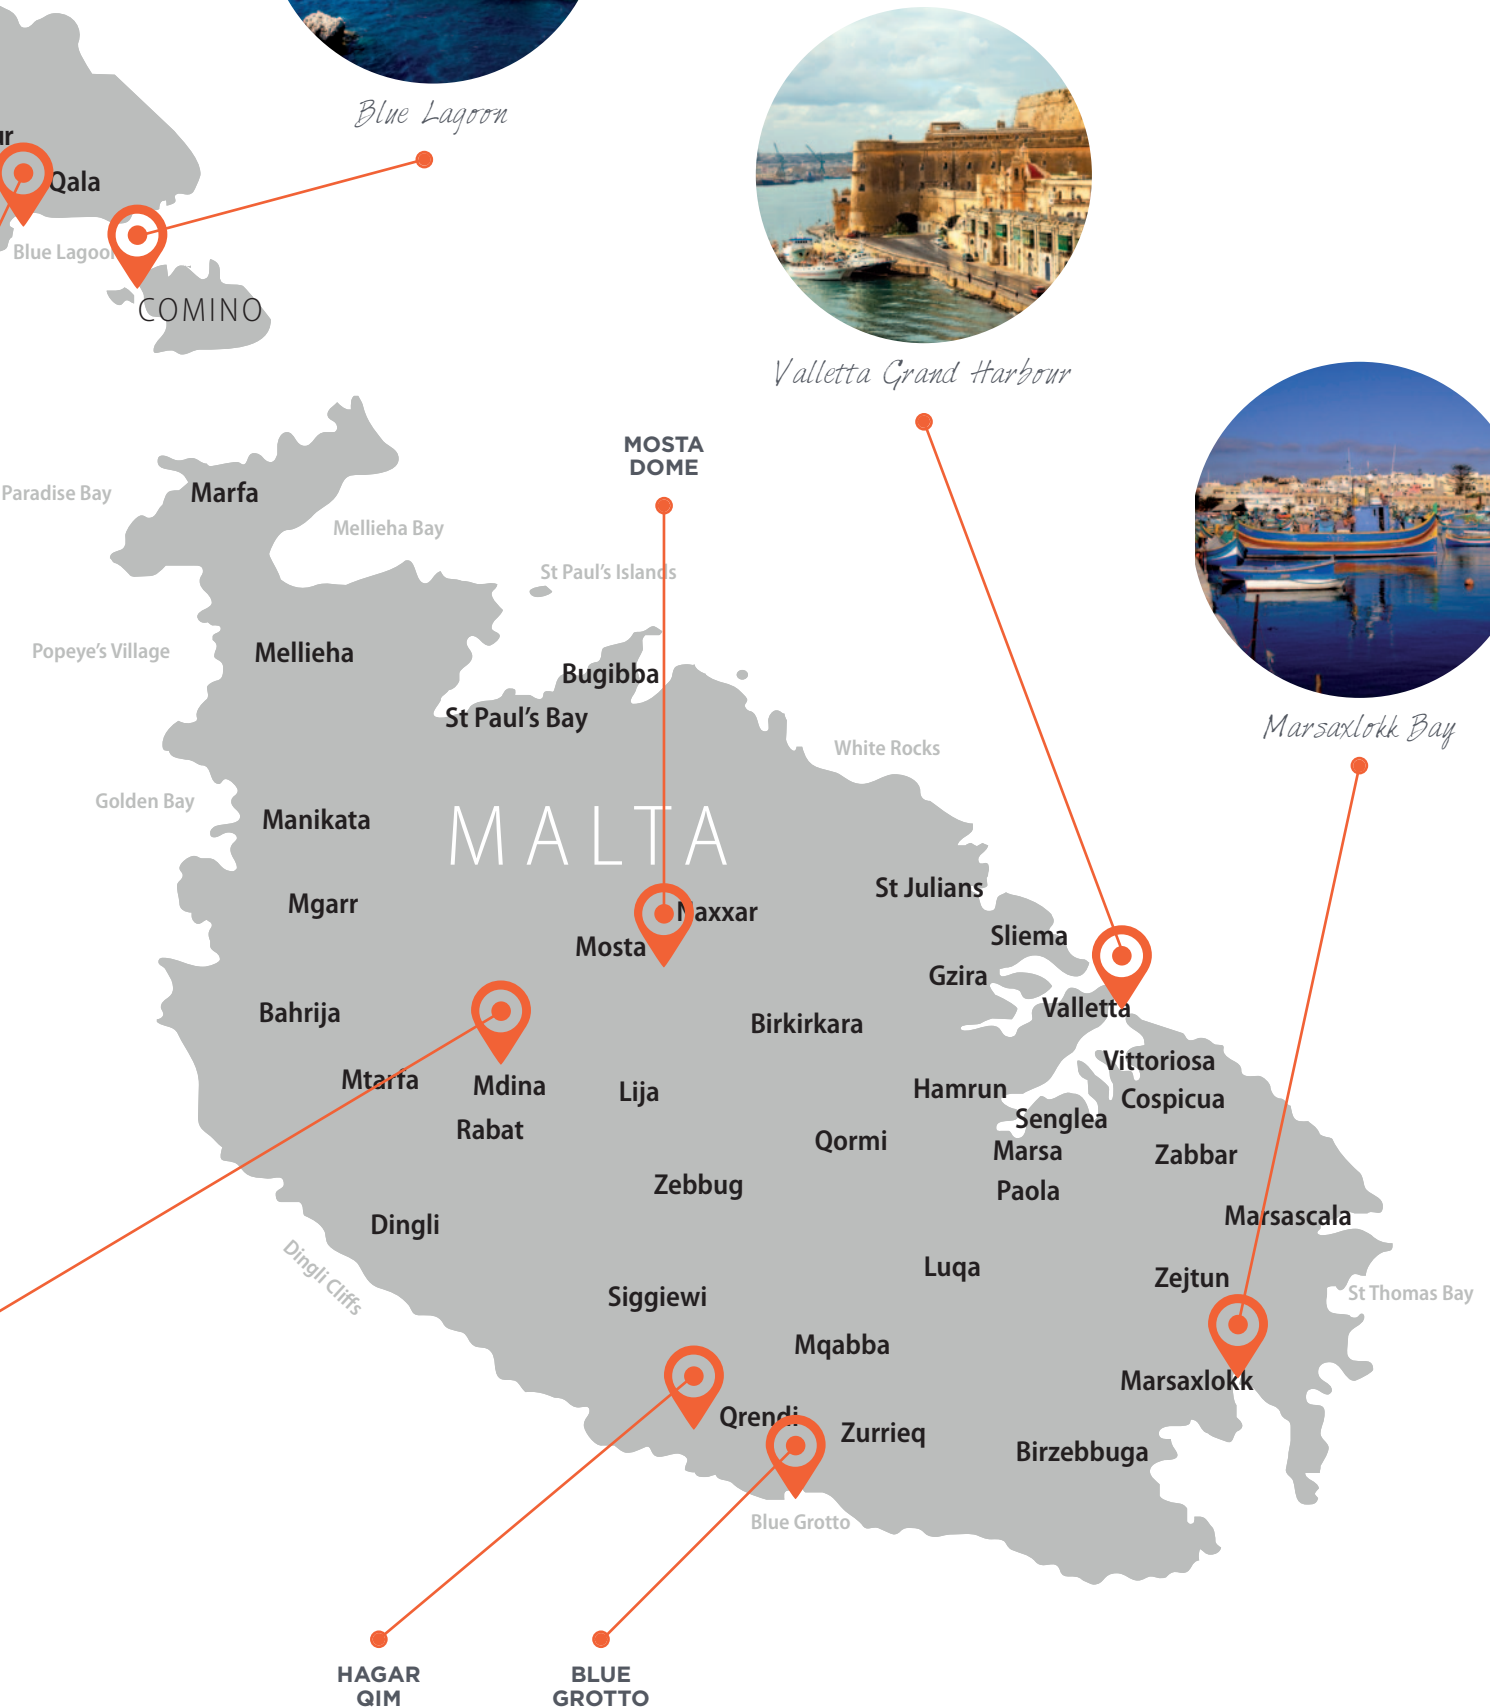 Blue Lagoon
ur
Qala
Blue Lagoon
COMINO
Valletta Grand Harbour
MOSTA
DOME
Paradise Bay
Marfa
Mellieha Bay
St Paul's Islands
Popeye's Village
Mellieha
Bugibba
St Paul's Bay
Marsaxlokk Bay
White Rocks
Golden Bay
Manikata
MALTA
St Julians
Mgarr
Naxxar
Mosta
Sliema
Gzira
Valletta
Bahrija
Birkirkara
Vittoriosa
Mtarfa
Mdina
Lija
Hamrun
Cospicua
Senglea
Rabat
Qormi
Marsa
Zabbar
Zebbug
Paola
Dingli
Marsascala
Dingli Cliffs
Luqa
Zejtun
Siggiewi
St Thomas Bay
Mqabba
Marsaxlokk
Qrendi
Zurrieq
Birzebbuga
Blue Grotto
HAGAR
QIM
BLUE
GROTTO